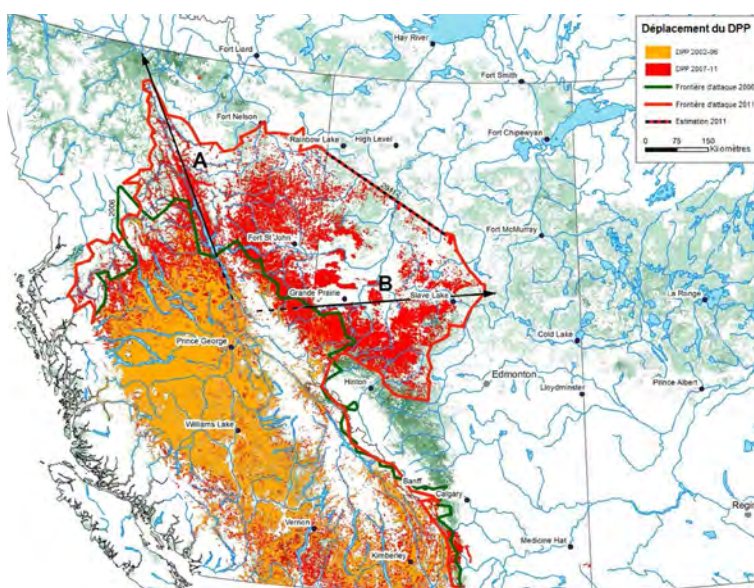 Déplacement du DPP
DPP 2002-06
DPP 2007-11
Frontière d'attaque 2006
Frontière d'attaque 2011
Estimation 2011
0 75 150
Kilomètres
Fort Liard
Hay River
Fort Smith
Fort Nelson
Rainbow Lake
High Level
Fort Chipewyan
A
2011
2006
Fort St John
Fort McMurray
B
Grande Prairie
Slave Lake
La Ronge
Prince George
Cold Lake
Hinton
Edmonton
Lloydminster
Prince Albert
Williams Lake
Banff
Calgary
Regin
Vernon
Medicine Hat
Kimberley